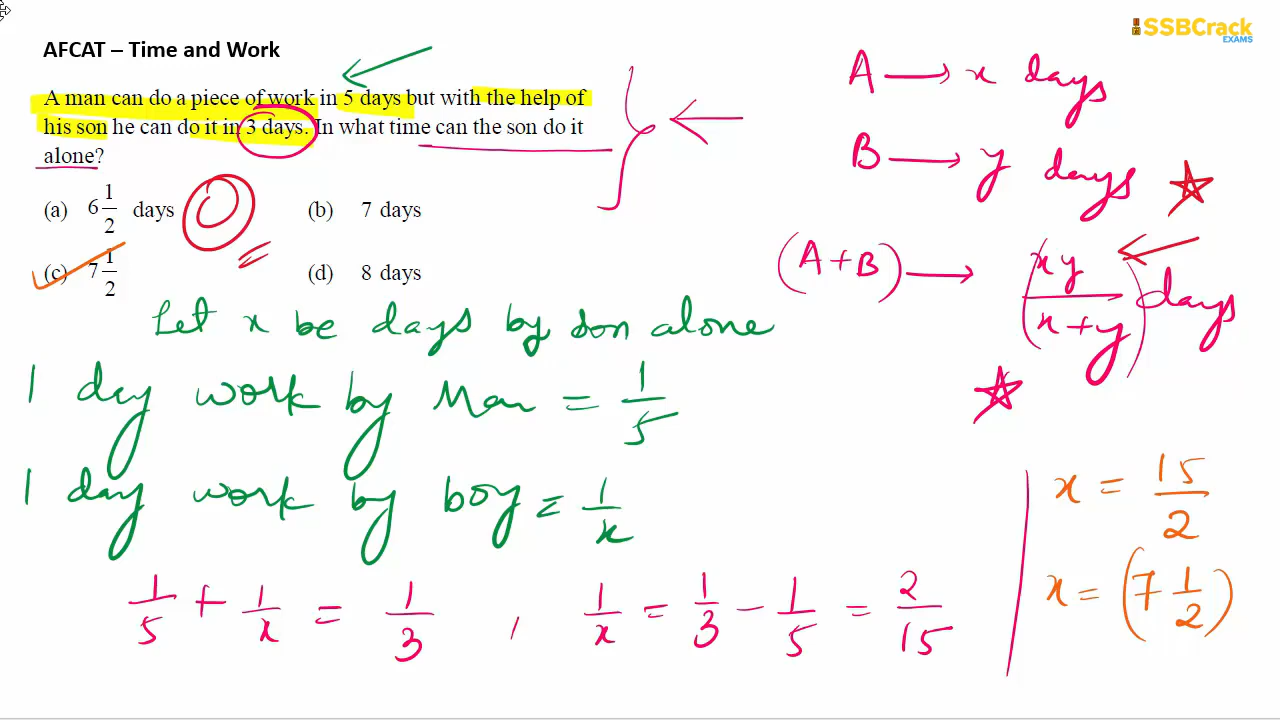 SSBCrack
EXAMS
AFCAT – Time and Work
A man can do a piece of work in 5 days but with the help of
his son he can do it in 3 days. In what time can the son do it
alone?
(a) 6 1/2 days
(b) 7 days
(c) 7 1/2
(d) 8 days
A → x days
B → y days
(A+B) → (xy/x+y) days
Let x be days by son alone
1 day work by Man = 1/5
1 day work by boy = 1/x
1/5 + 1/x = 1/3 , 1/x = 1/3 - 1/5 = 2/15
x = 15/2
x = (7 1/2)